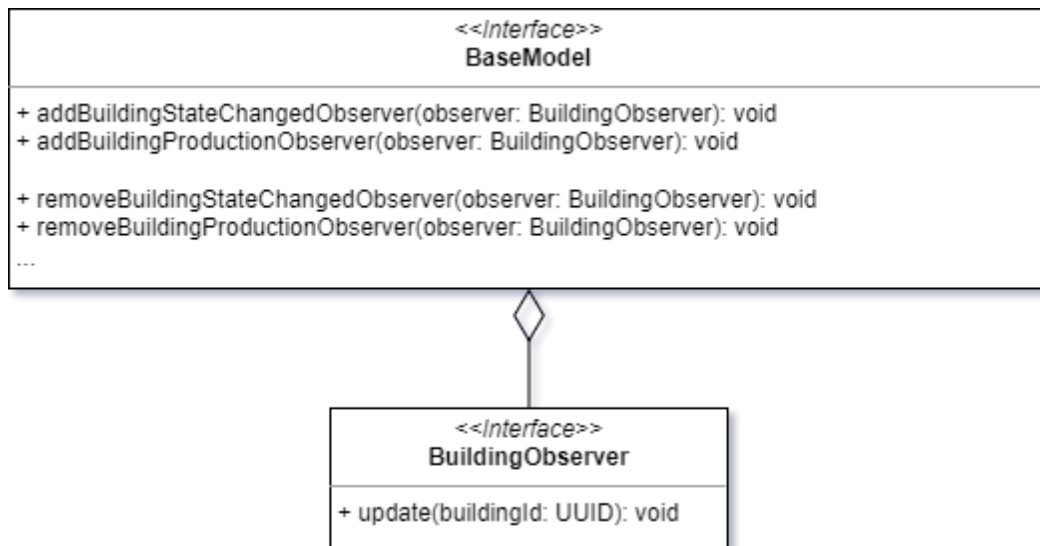 <<Interface>>
BaseModel
+ addBuildingStateChangedObserver(observer: BuildingObserver): void
+ addBuildingProductionObserver(observer: BuildingObserver): void
+ removeBuildingStateChangedObserver(observer: BuildingObserver): void
+ removeBuildingProductionObserver(observer: BuildingObserver): void
...
<<Interface>>
BuildingObserver
+ update(buildingId: UUID): void